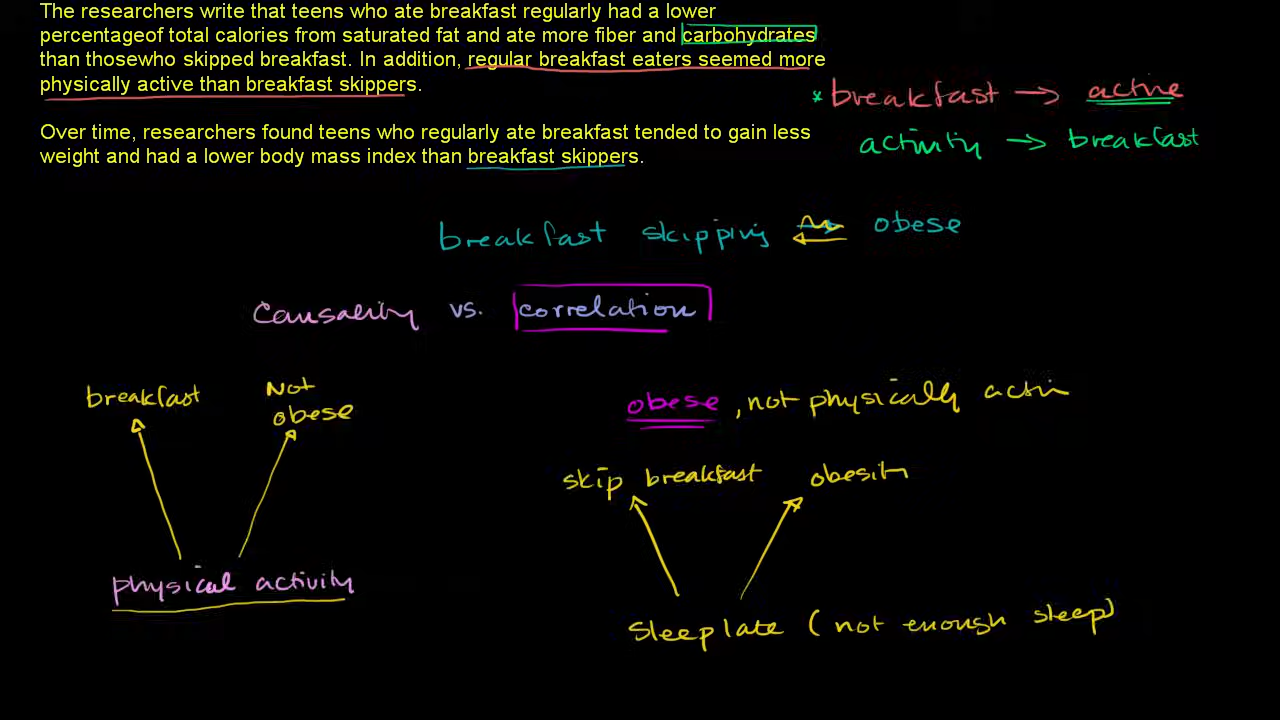 The researchers write that teens who ate breakfast regularly had a lower
percentageof total calories from saturated fat and ate more fiber and carbohydrates
than thosewho skipped breakfast. In addition, regular breakfast eaters seemed more
physically active than breakfast skippers.
* breakfast → active
activity → breakfast
Over time, researchers found teens who regularly ate breakfast tended to gain less
weight and had a lower body mass index than breakfast skippers.
breakfast skipping obese
Causality vs. correlation
breakfast Not
obese
obese, not physically activ
skip breakfast obesity
physical activity
Sleep late (not enough sleep)